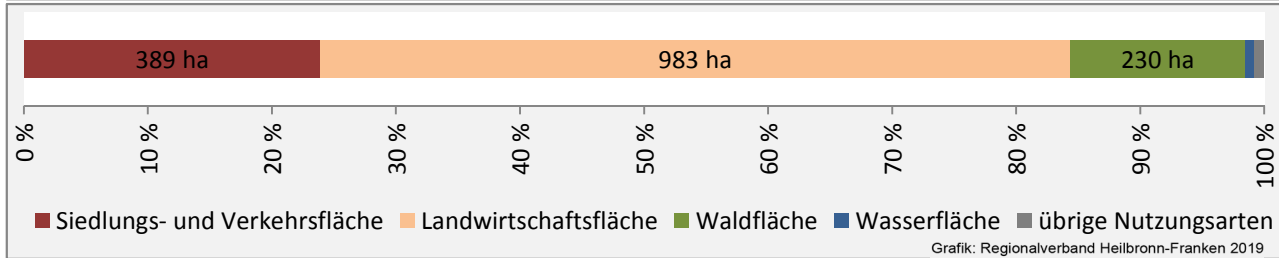 389 ha 983 ha 230 ha
0 % 10 % 20 % 30 % 40 % 50 % 60 % 70 % 80 % 90 % 100 %
Siedlungs- und Verkehrsfläche Landwirtschaftsfläche Waldfläche Wasserfläche übrige Nutzungsarten
Grafik: Regionalverband Heilbronn-Franken 2019